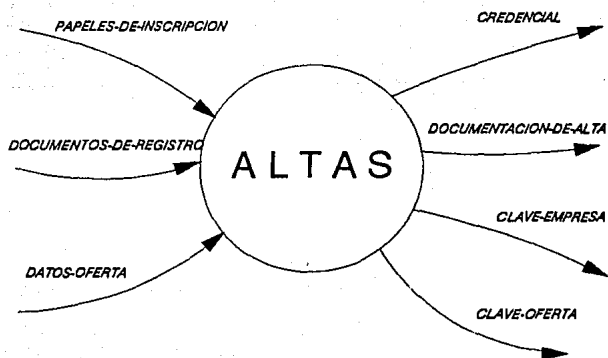 PAPELES-DE-INSCRIPCION
CREDENCIAL
DOCUMENTOS-DE-REGISTRO
ALTAS
DOCUMENTACION-DE-ALTA
CLAVE-EMPRESA
DATOS-OFERTA
CLAVE-OFERTA